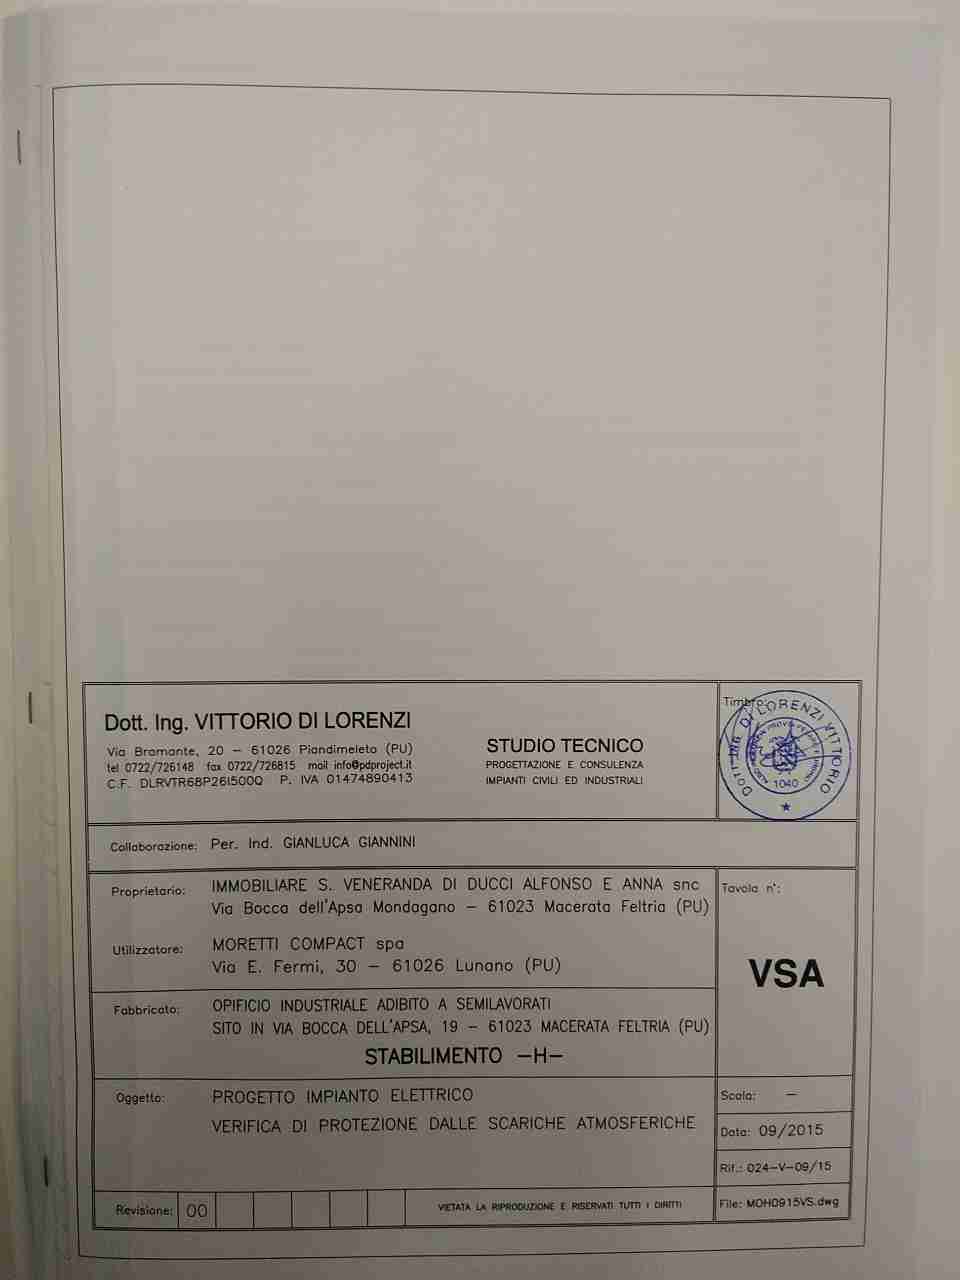 Dott. Ing. VITTORIO DI LORENZI
Via Bramante, 20 – 61026 Piandimeleto (PU)
tel 0722/726148 fax 0722/726815 mail info@pdproject.it
C.F. DLRVTR68P26I500Q P. IVA 01474890413
STUDIO TECNICO
PROGETTAZIONE E CONSULENZA
IMPIANTI CIVILI ED INDUSTRIALI
Timbro:
DOTT. ING. DI LORENZI VITTORIO
1040
Collaborazione: Per. Ind. GIANLUCA GIANNINI
Proprietario: IMMOBILIARE S. VENERANDA DI DUCCI ALFONSO E ANNA snc
Via Bocca dell'Apsa Mondagano – 61023 Macerata Feltria (PU)
Utilizzatore: MORETTI COMPACT spa
Via E. Fermi, 30 – 61026 Lunano (PU)
Tavola n°:
VSA
Fabbricato: OPIFICIO INDUSTRIALE ADIBITO A SEMILAVORATI
SITO IN VIA BOCCA DELL'APSA, 19 – 61023 MACERATA FELTRIA (PU)
STABILIMENTO –H–
Oggetto: PROGETTO IMPIANTO ELETTRICO
VERIFICA DI PROTEZIONE DALLE SCARICHE ATMOSFERICHE
Scala: –
Data: 09/2015
Rif.: 024–V–09/15
File: MOH0915VS.dwg
Revisione: 00
VIETATA LA RIPRODUZIONE E RISERVATI TUTTI I DIRITTI